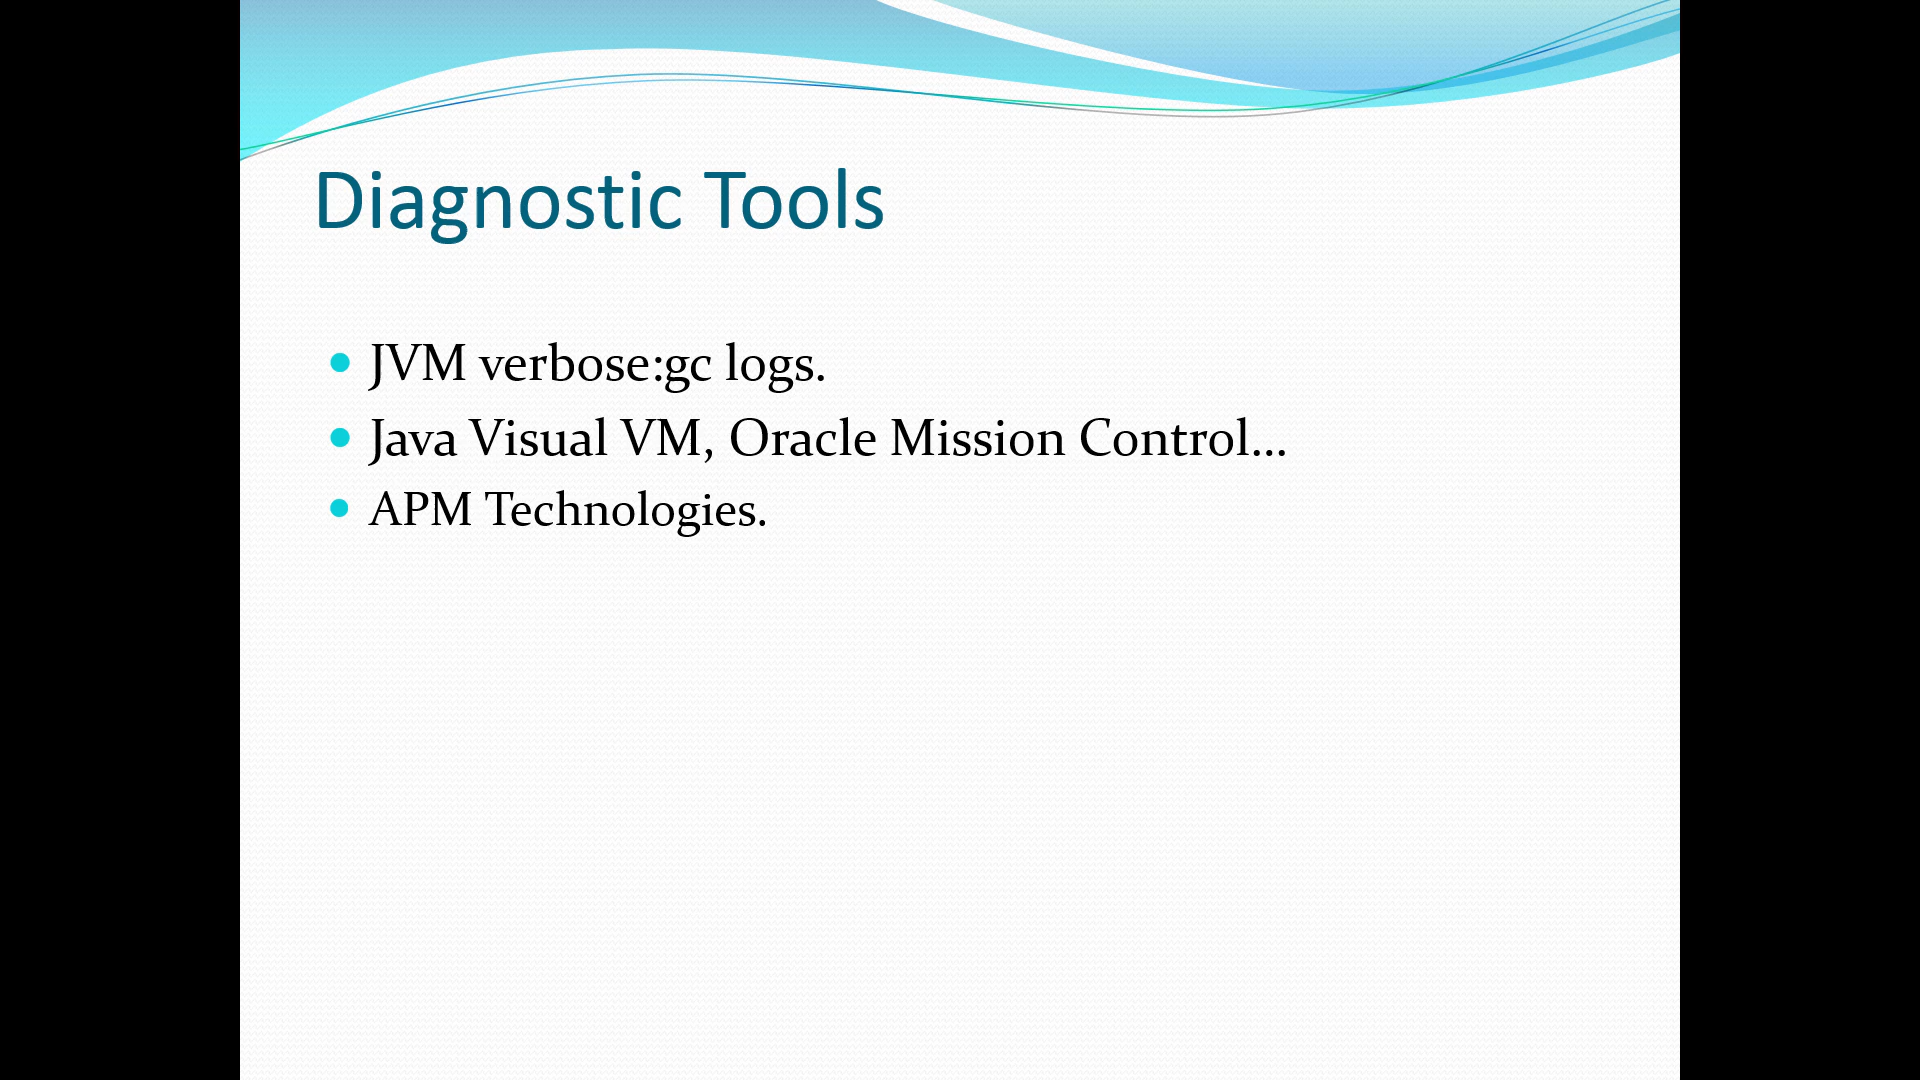 Diagnostic Tools
• JVM verbose:gc logs.
• Java Visual VM, Oracle Mission Control...
• APM Technologies.